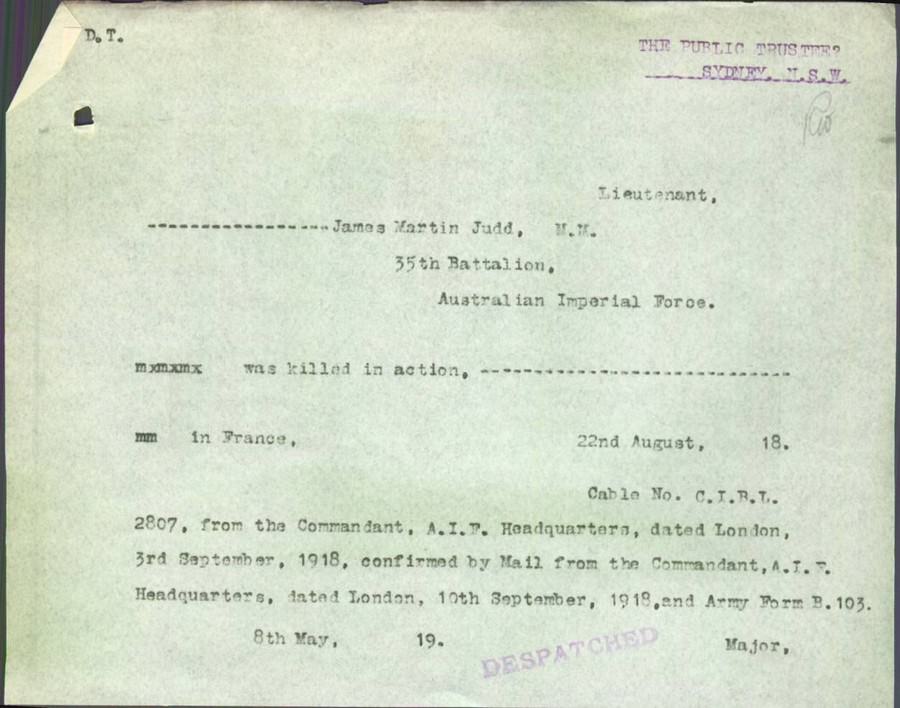 D.T.
THE PUBLIC TRUSTEE?
SYDNEY. N.S.W.
Lieutenant,
-----------------James Martin Judd, M.M.
35th Battalion,
Australian Imperial Force.
mxmxmx was killed in action, -----------------------------
mm in France, 22nd August, 18.
Cable No. C.I.R.L.
2807, from the Commandant, A.I.F. Headquarters, dated London,
3rd September, 1918, confirmed by Mail from the Commandant,A.I.F.
Headquarters, dated London, 10th September, 1918,and Army Form B.103.
8th May, 19. Major,
DESPATCHED